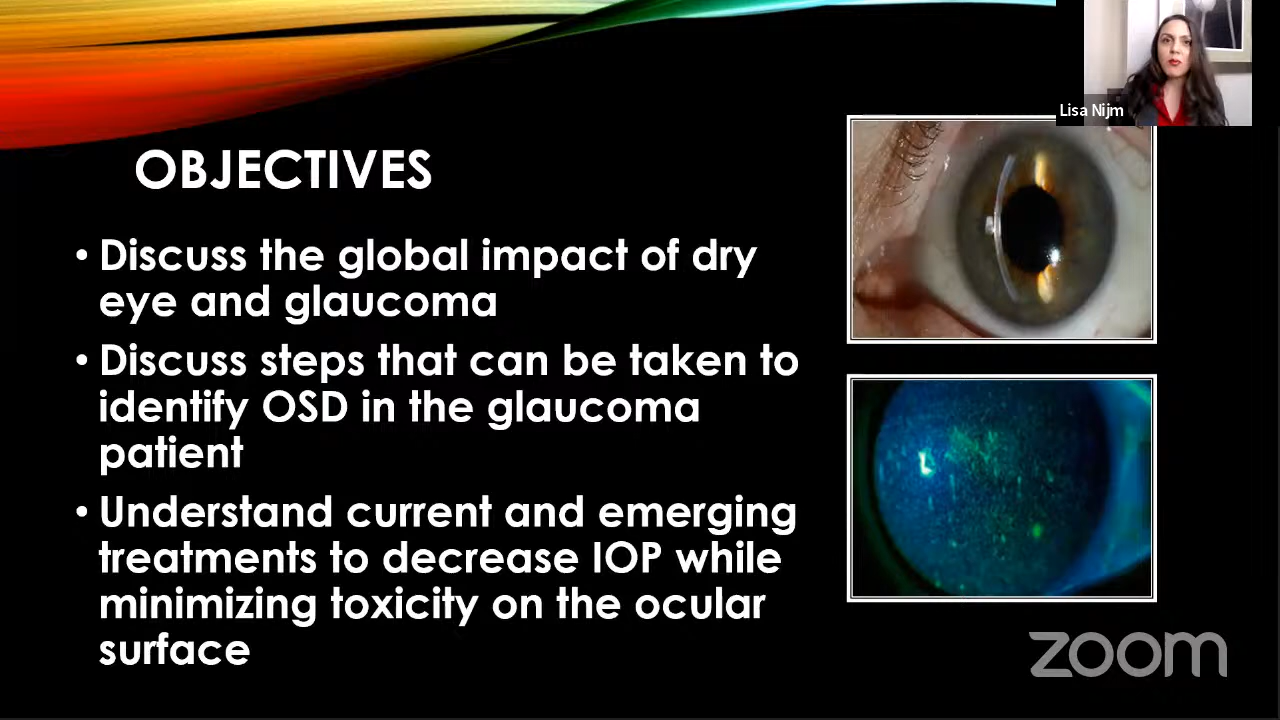 Lisa Nijm
OBJECTIVES
• Discuss the global impact of dry
eye and glaucoma
• Discuss steps that can be taken to
identify OSD in the glaucoma
patient
• Understand current and emerging
treatments to decrease IOP while
minimizing toxicity on the ocular
surface
zoom